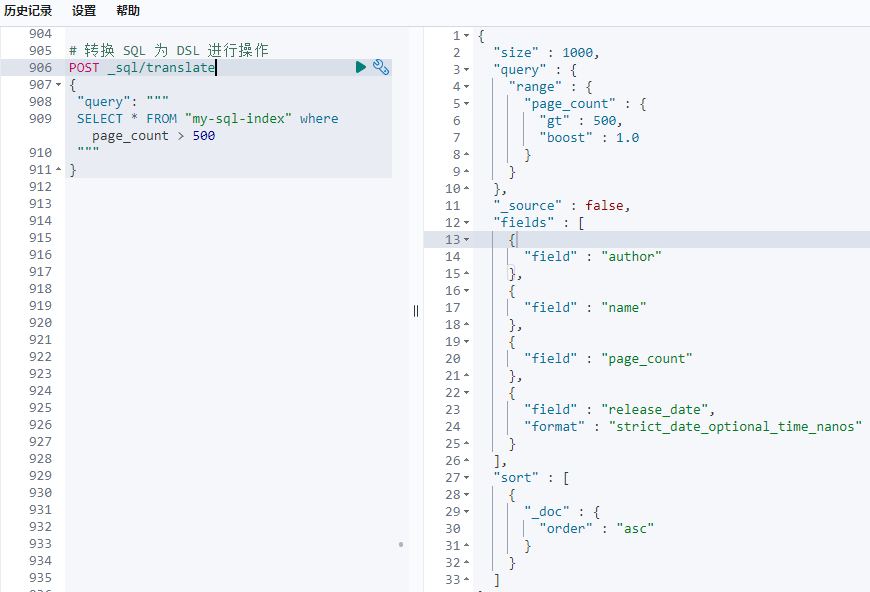 历史记录 设置 帮助
904
905 # 转换 SQL 为 DSL 进行操作
906 POST _sql/translate
907 {
908 "query": """
909 SELECT * FROM "my-sql-index" where
page_count > 500
910 """
911 }
912
913
914
915
916
917
918
919
920
921
922
923
924
925
926
927
928
929
930
931
932
933
934
935
1 {
2 "size" : 1000,
3 "query" : {
4 "range" : {
5 "page_count" : {
6 "gt" : 500,
7 "boost" : 1.0
8 }
9 }
10 },
11 "_source" : false,
12 "fields" : [
13 {
14 "field" : "author"
15 },
16 {
17 "field" : "name"
18 },
19 {
20 "field" : "page_count"
21 },
22 {
23 "field" : "release_date",
24 "format" : "strict_date_optional_time_nanos"
25 }
26 ],
27 "sort" : [
28 {
29 "_doc" : {
30 "order" : "asc"
31 }
32 }
33 ]